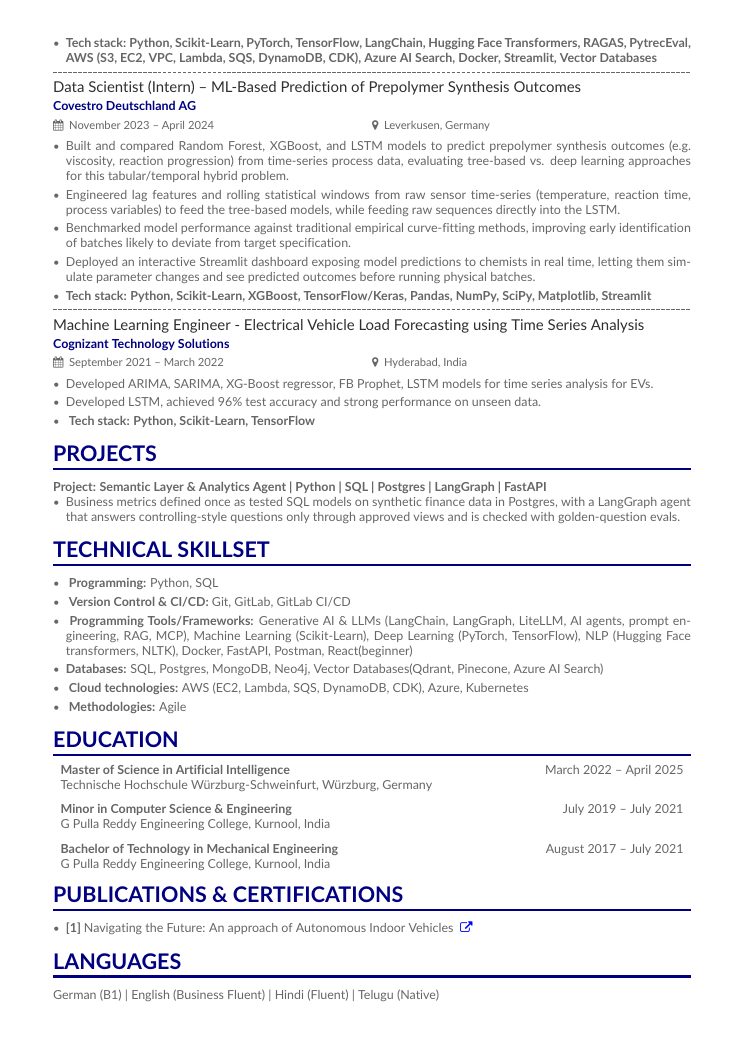 • Tech stack: Python, Scikit-Learn, PyTorch, TensorFlow, LangChain, Hugging Face Transformers, RAGAS, PytrecEval,
AWS (S3, EC2, VPC, Lambda, SQS, DynamoDB, CDK), Azure AI Search, Docker, Streamlit, Vector Databases
Data Scientist (Intern) – ML-Based Prediction of Prepolymer Synthesis Outcomes
Covestro Deutschland AG
November 2023 – April 2024 Leverkusen, Germany
• Built and compared Random Forest, XGBoost, and LSTM models to predict prepolymer synthesis outcomes (e.g.
viscosity, reaction progression) from time-series process data, evaluating tree-based vs. deep learning approaches
for this tabular/temporal hybrid problem.
• Engineered lag features and rolling statistical windows from raw sensor time-series (temperature, reaction time,
process variables) to feed the tree-based models, while feeding raw sequences directly into the LSTM.
• Benchmarked model performance against traditional empirical curve-fitting methods, improving early identification
of batches likely to deviate from target specification.
• Deployed an interactive Streamlit dashboard exposing model predictions to chemists in real time, letting them sim-
ulate parameter changes and see predicted outcomes before running physical batches.
• Tech stack: Python, Scikit-Learn, XGBoost, TensorFlow/Keras, Pandas, NumPy, SciPy, Matplotlib, Streamlit
Machine Learning Engineer - Electrical Vehicle Load Forecasting using Time Series Analysis
Cognizant Technology Solutions
September 2021 – March 2022 Hyderabad, India
• Developed ARIMA, SARIMA, XG-Boost regressor, FB Prophet, LSTM models for time series analysis for EVs.
• Developed LSTM, achieved 96% test accuracy and strong performance on unseen data.
• Tech stack: Python, Scikit-Learn, TensorFlow
PROJECTS
Project: Semantic Layer & Analytics Agent | Python | SQL | Postgres | LangGraph | FastAPI
• Business metrics defined once as tested SQL models on synthetic finance data in Postgres, with a LangGraph agent
that answers controlling-style questions only through approved views and is checked with golden-question evals.
TECHNICAL SKILLSET
• Programming: Python, SQL
• Version Control & CI/CD: Git, GitLab, GitLab CI/CD
• Programming Tools/Frameworks: Generative AI & LLMs (LangChain, LangGraph, LiteLLM, AI agents, prompt en-
gineering, RAG, MCP), Machine Learning (Scikit-Learn), Deep Learning (PyTorch, TensorFlow), NLP (Hugging Face
transformers, NLTK), Docker, FastAPI, Postman, React(beginner)
• Databases: SQL, Postgres, MongoDB, Neo4j, Vector Databases(Qdrant, Pinecone, Azure AI Search)
• Cloud technologies: AWS (EC2, Lambda, SQS, DynamoDB, CDK), Azure, Kubernetes
• Methodologies: Agile
EDUCATION
Master of Science in Artificial Intelligence March 2022 – April 2025
Technische Hochschule Würzburg-Schweinfurt, Würzburg, Germany
Minor in Computer Science & Engineering July 2019 – July 2021
G Pulla Reddy Engineering College, Kurnool, India
Bachelor of Technology in Mechanical Engineering August 2017 – July 2021
G Pulla Reddy Engineering College, Kurnool, India
PUBLICATIONS & CERTIFICATIONS
• [1] Navigating the Future: An approach of Autonomous Indoor Vehicles
LANGUAGES
German (B1) | English (Business Fluent) | Hindi (Fluent) | Telugu (Native)